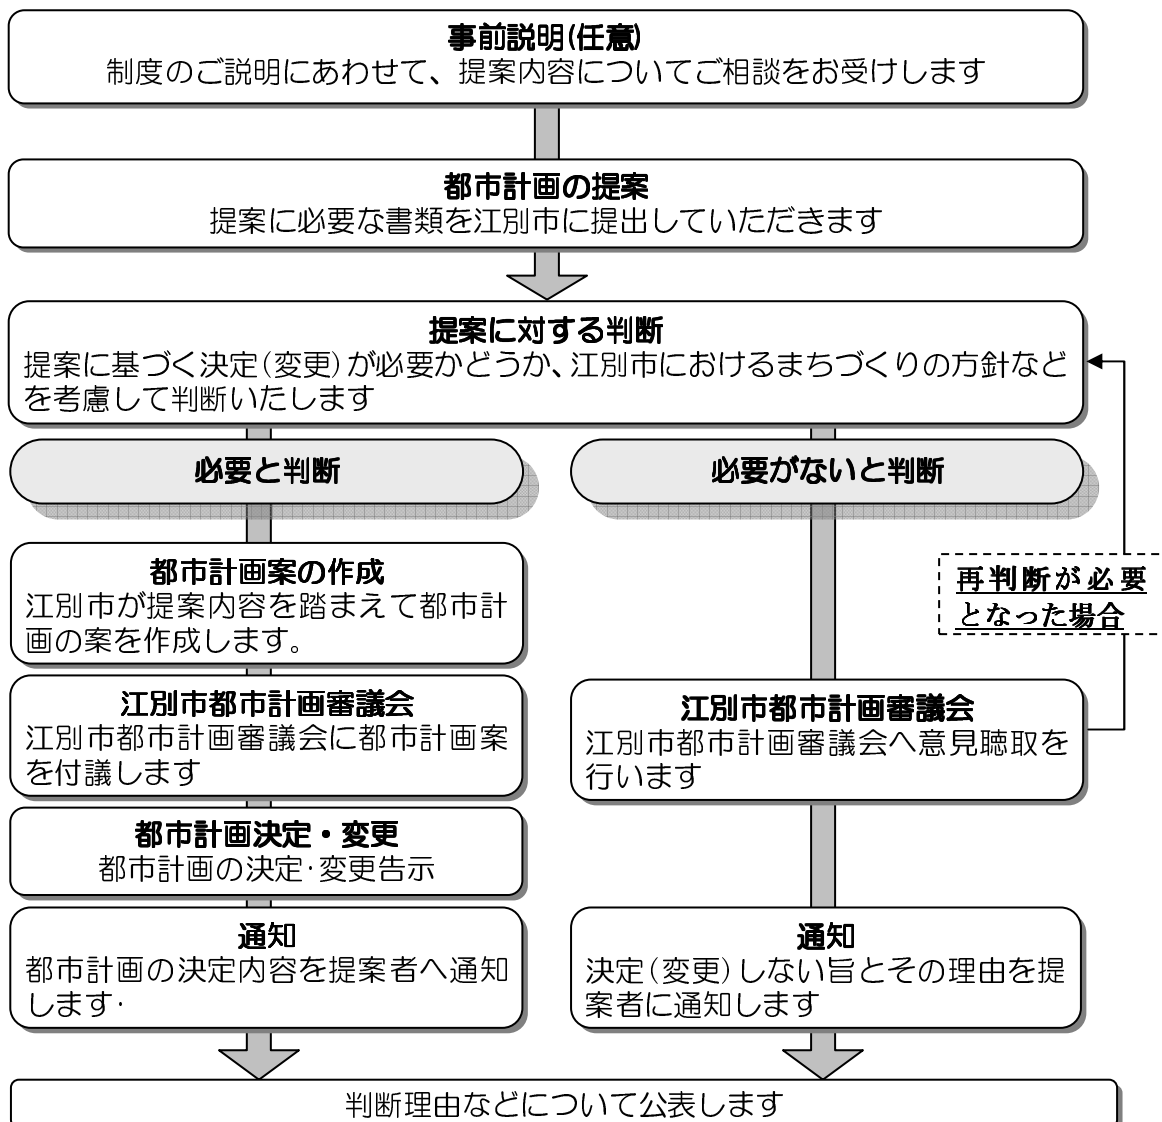 事前説明(任意)
制度のご説明にあわせて、提案内容についてご相談をお受けします
都市計画の提案
提案に必要な書類を江別市に提出していただきます
提案に対する判断
提案に基づく決定(変更)が必要かどうか、江別市におけるまちづくりの方針など
を考慮して判断いたします
必要と判断
都市計画案の作成
江別市が提案内容を踏まえて都市計
画の案を作成します。
江別市都市計画審議会
江別市都市計画審議会に都市計画案
を付議します
都市計画決定・変更
都市計画の決定·変更告示
通知
都市計画の決定内容を提案者へ通知
します·
必要がないと判断
再判断が必要
となった場合
江別市都市計画審議会
江別市都市計画審議会へ意見聴取を
行います
通知
決定(変更)しない旨とその理由を提
案者に通知します
判断理由などについて公表します